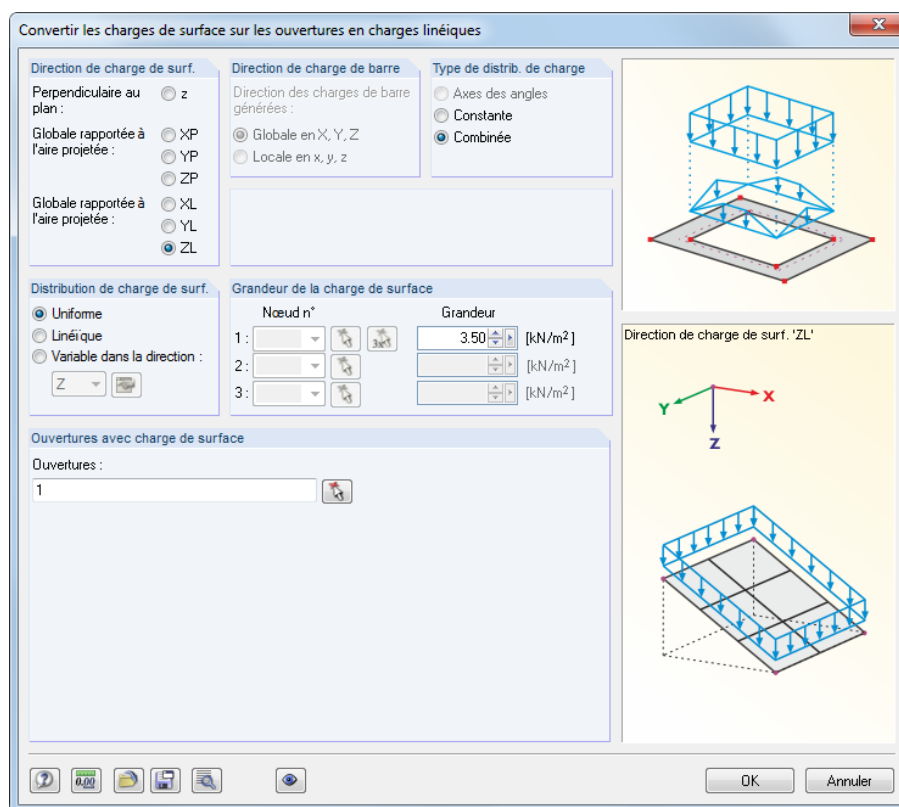 Convertir les charges de surface sur les ouvertures en charges linéiques
Direction de charge de surf.
Perpendiculaire au
plan :
z
Globale rapportée à
l'aire projetée :
XP
YP
ZP
Globale rapportée à
l'aire projetée :
XL
YL
ZL
Direction de charge de barre
Direction des charges de barre
générées :
Globale en X, Y, Z
Locale en x, y, z
Type de distrib. de charge
Axes des angles
Constante
Combinée
Distribution de charge de surf.
Uniforme
Linéïque
Variable dans la direction :
Z
Grandeur de la charge de surface
Nœud n° Grandeur
1 : 3x 3.50 [kN/m²]
2 : [kN/m²]
3 : [kN/m²]
Direction de charge de surf. 'ZL'
X
Y
Z
Ouvertures avec charge de surface
Ouvertures :
1
0.00
OK Annuler